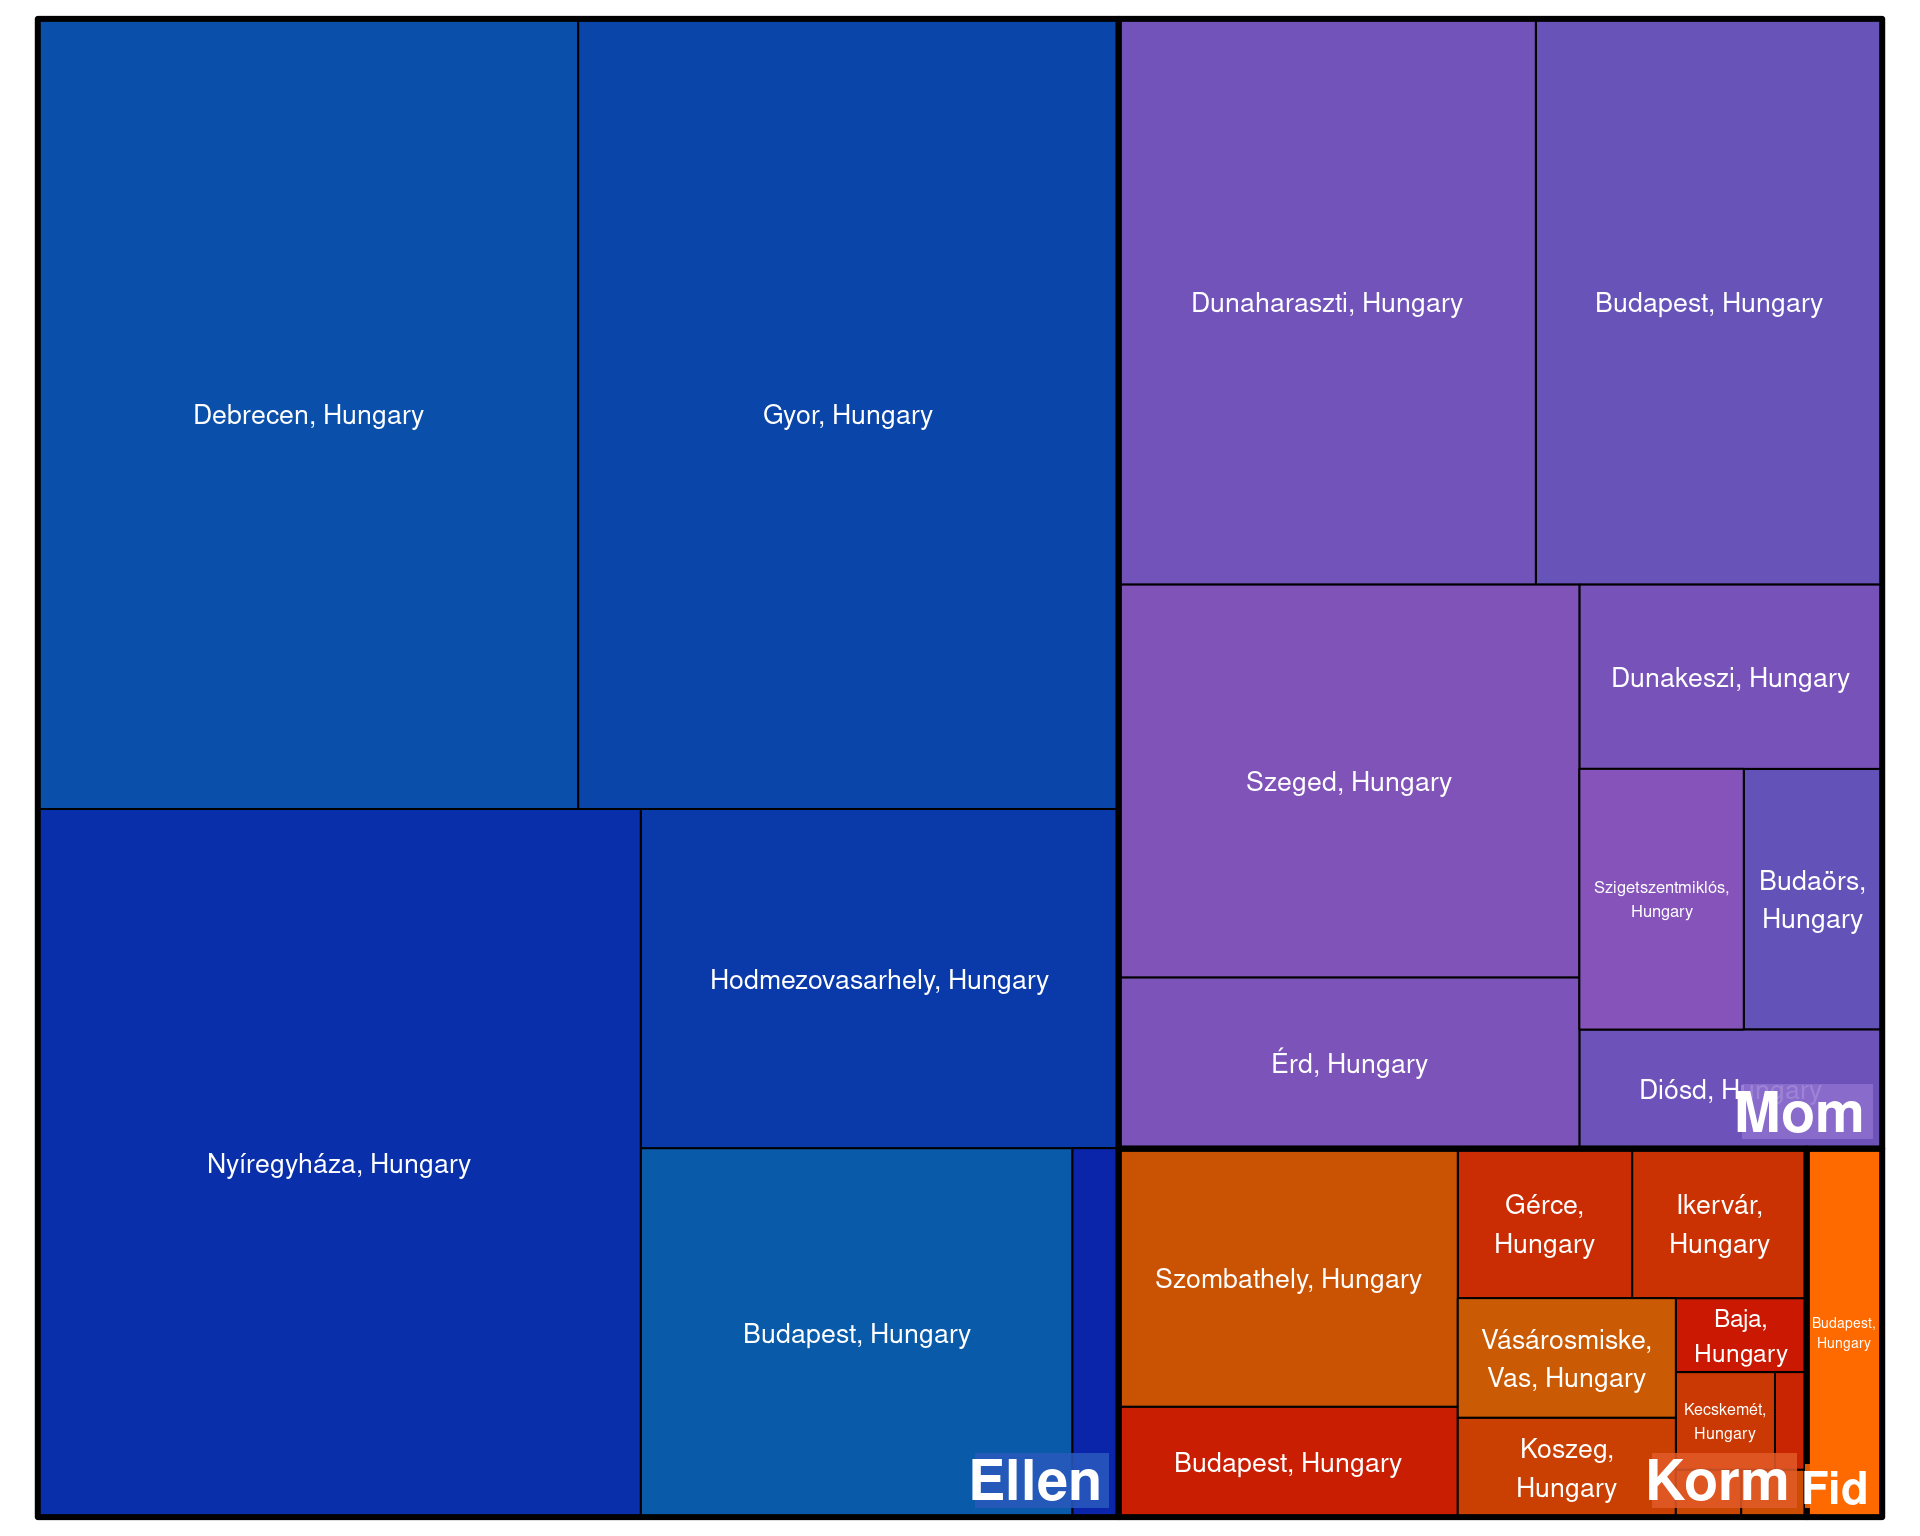 Debrecen, Hungary
Gyor, Hungary
Nyíregyháza, Hungary
Hodmezovasarhely, Hungary
Budapest, Hungary
Ellen
Dunaharaszti, Hungary
Budapest, Hungary
Szeged, Hungary
Dunakeszi, Hungary
Szigetszentmiklós,
Hungary
Budaörs,
Hungary
Érd, Hungary
Diósd, Hungary
Mom
Szombathely, Hungary
Budapest, Hungary
Gérce,
Hungary
Ikervár,
Hungary
Vásárosmiske,
Vas, Hungary
Baja,
Hungary
Kecskemét,
Hungary
Koszeg,
Hungary
Korm
Budapest,
Hungary
Fid